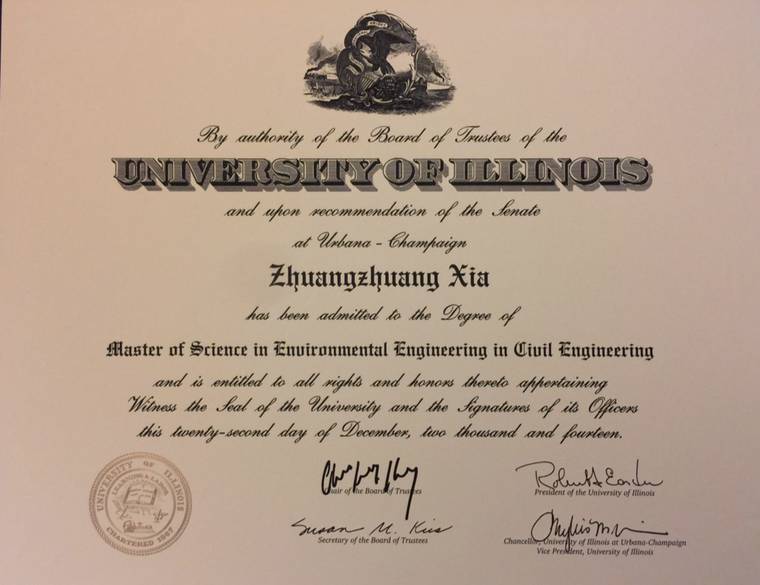 By authority of the Board of Trustees of the
UNIVERSITY OF ILLINOIS
and upon recommendation of the Senate
at Urbana - Champaign
Zhuangzhuang Xia
has been admitted to the Degree of
Master of Science in Environmental Engineering in Civil Engineering
and is entitled to all rights and honors thereto appertaining
Witness the Seal of the University and the Signatures of its Officers
this twenty-second day of December, two thousand and fourteen.
UNIVERSITY OF ILLINOIS
LEARNING & LABOR
CHARTERED 1867
Chair of the Board of Trustees
President of the University of Illinois
Susan M. Kies
Secretary of the Board of Trustees
Chancellor, University of Illinois at Urbana-Champaign
Vice President, University of Illinois